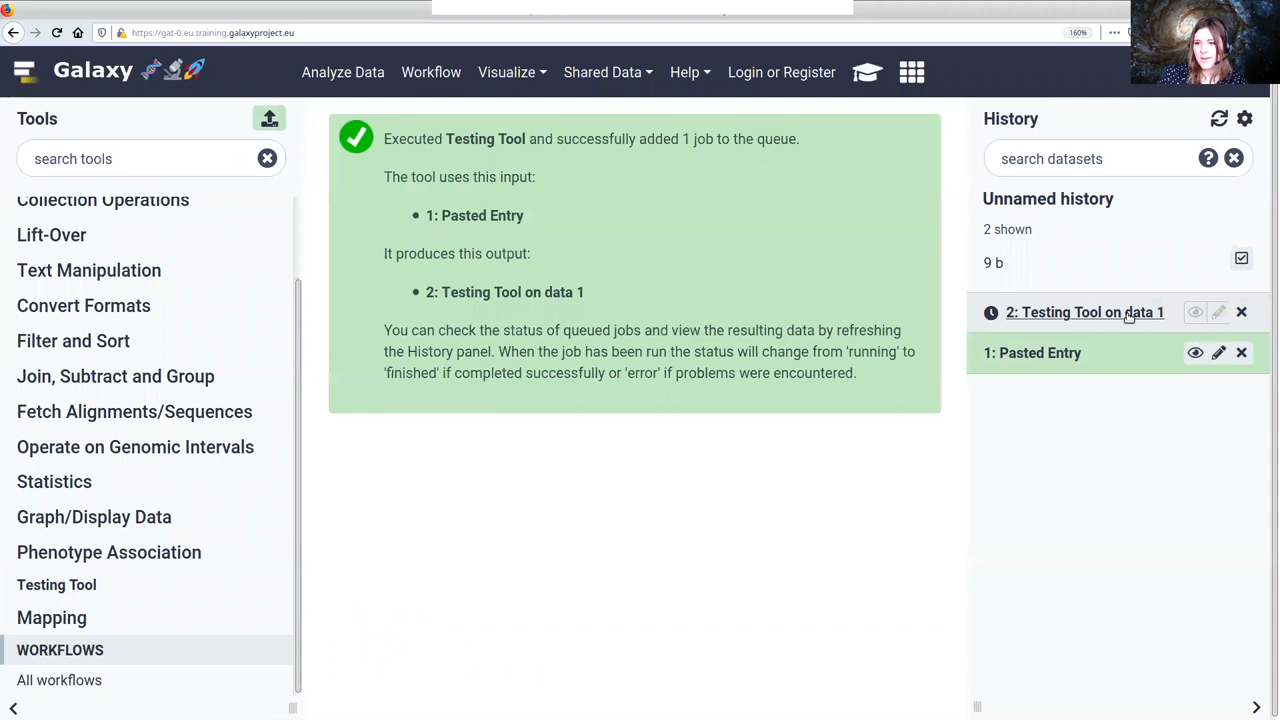 https://gat-0.eu.training.galaxyproject.eu
160%
Galaxy
Analyze Data
Workflow
Visualize
Shared Data
Help
Login or Register
Tools
search tools
Collection Operations
Lift-Over
Text Manipulation
Convert Formats
Filter and Sort
Join, Subtract and Group
Fetch Alignments/Sequences
Operate on Genomic Intervals
Statistics
Graph/Display Data
Phenotype Association
Testing Tool
Mapping
WORKFLOWS
All workflows
Executed Testing Tool and successfully added 1 job to the queue.
The tool uses this input:
• 1: Pasted Entry
It produces this output:
• 2: Testing Tool on data 1
You can check the status of queued jobs and view the resulting data by refreshing
the History panel. When the job has been run the status will change from 'running' to
'finished' if completed successfully or 'error' if problems were encountered.
History
search datasets
Unnamed history
2 shown
9 b
2: Testing Tool on data 1
1: Pasted Entry